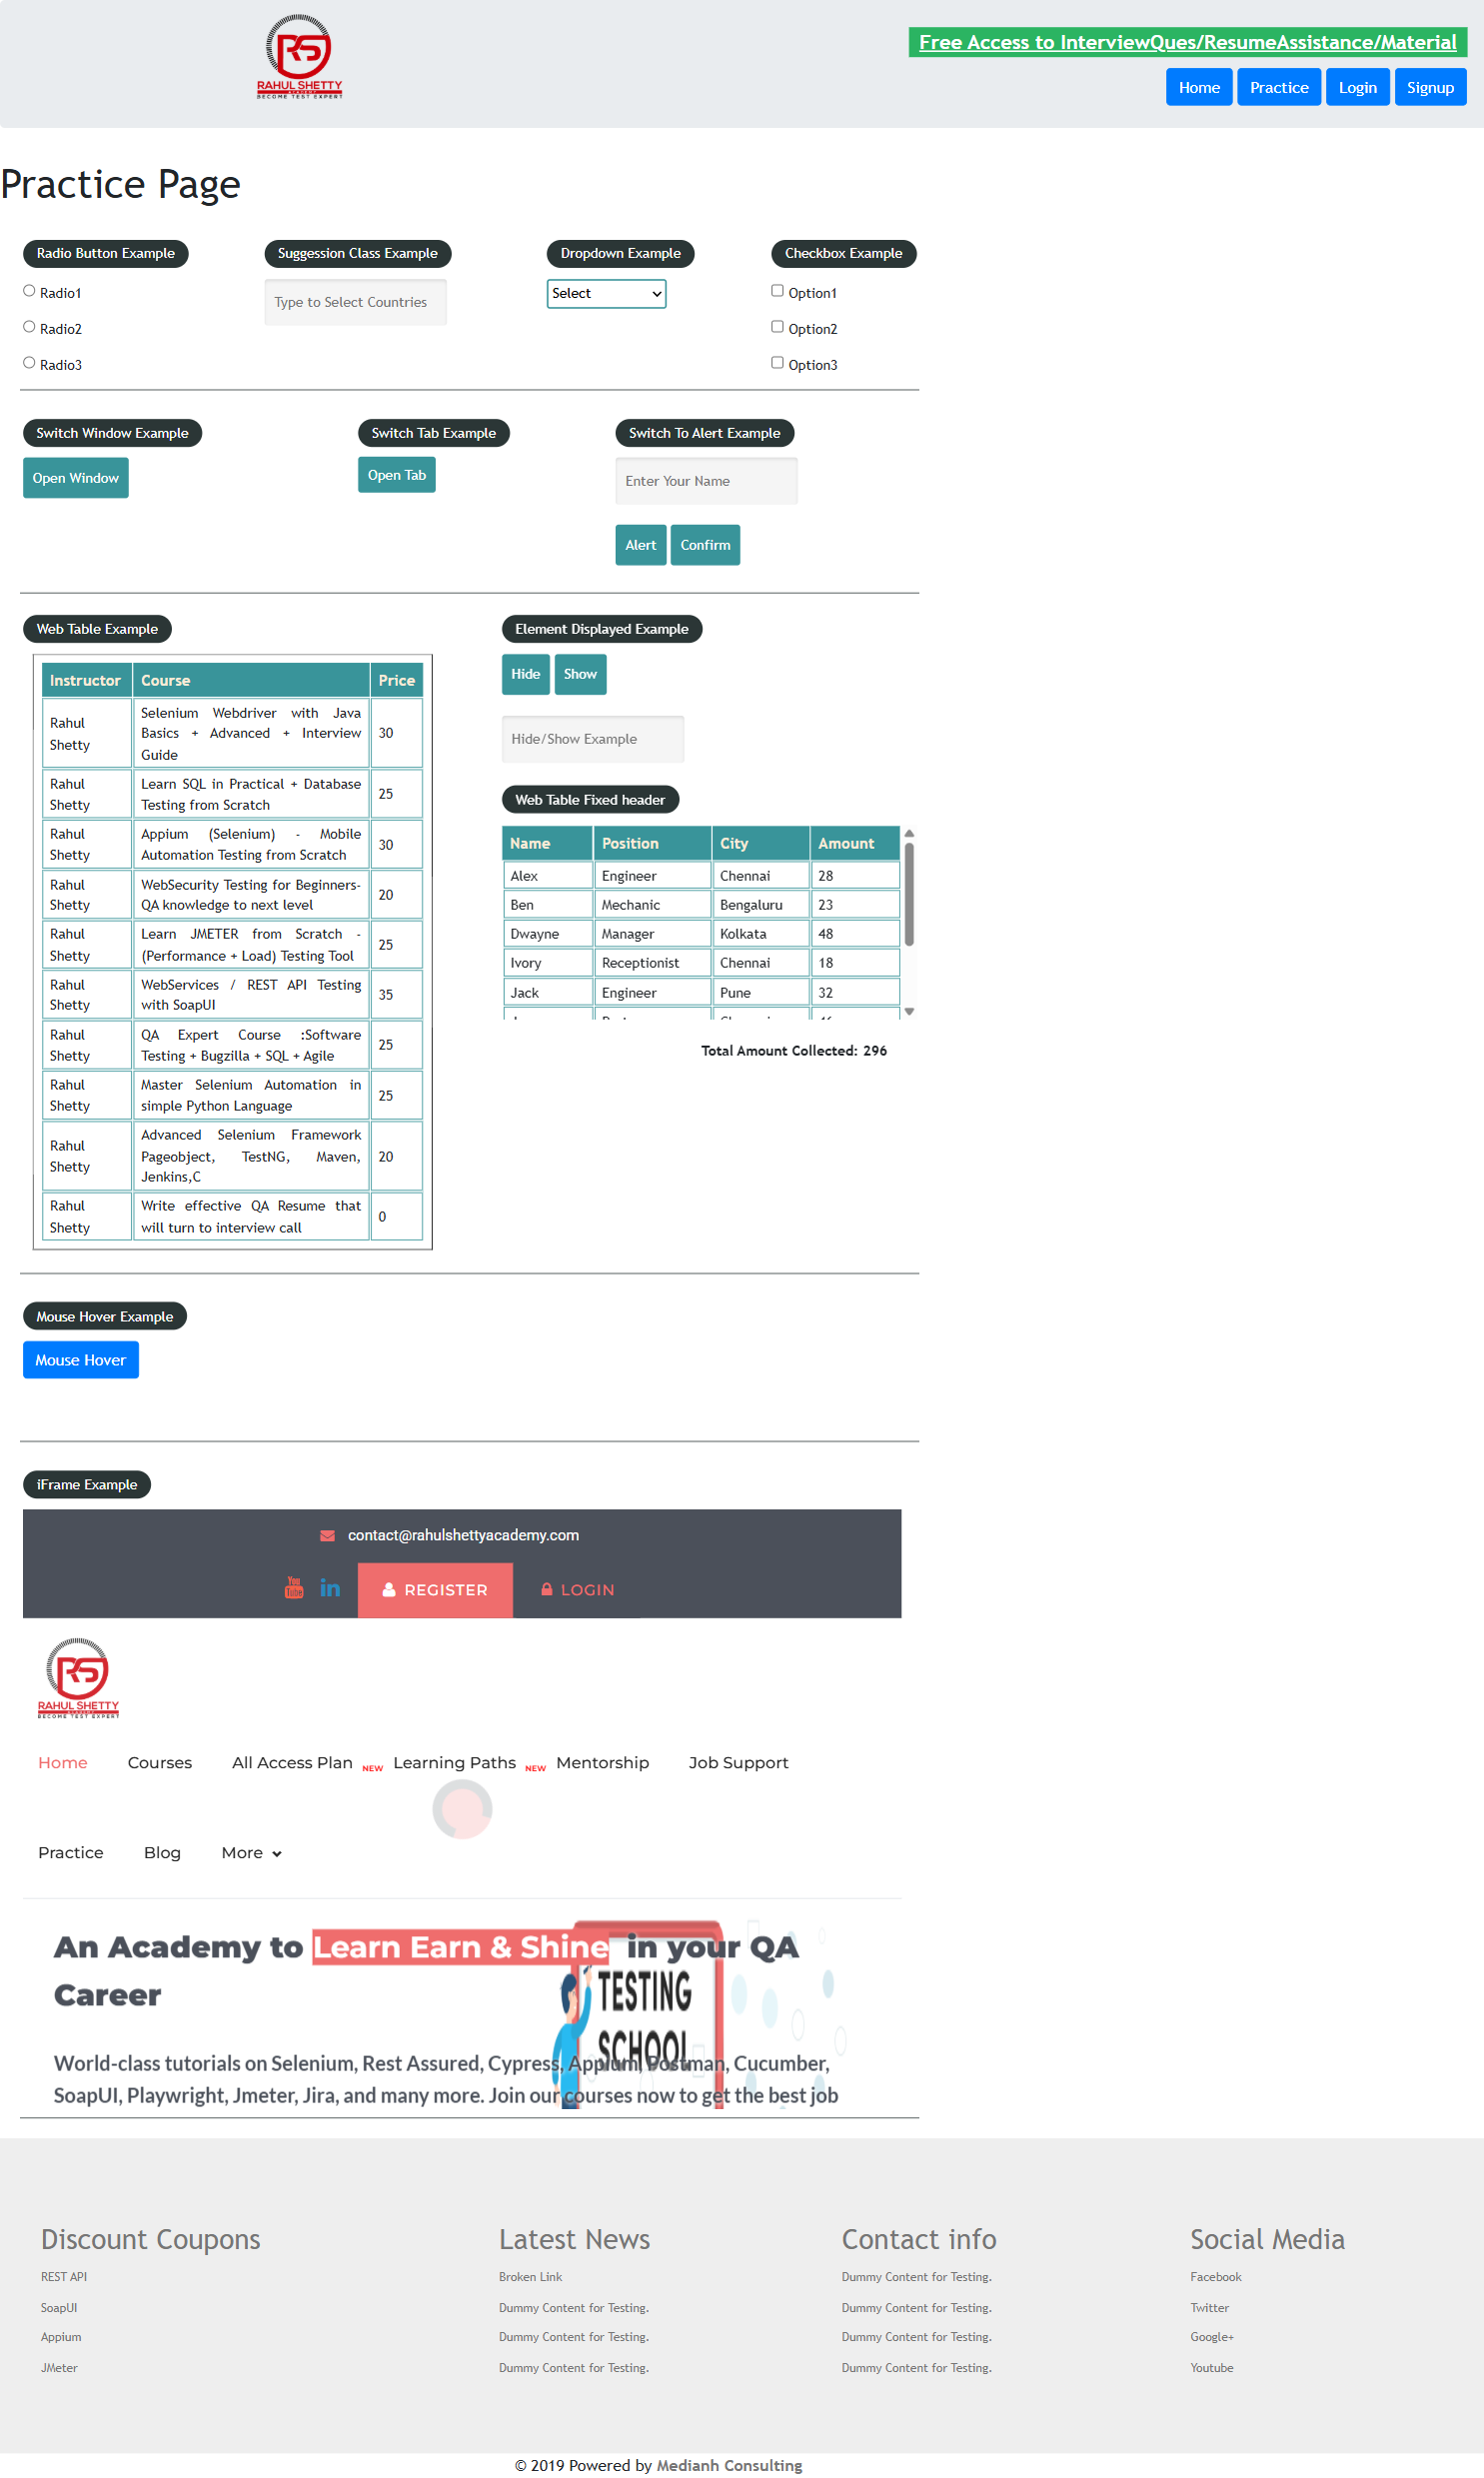 RAHUL SHETTY
ACADEMY
BECOME TEST EXPERT
Free Access to InterviewQues/ResumeAssistance/Material
Home Practice Login Signup
Practice Page
Radio Button Example
Radio1
Radio2
Radio3
Suggession Class Example
Type to Select Countries
Dropdown Example
Select
Checkbox Example
Option1
Option2
Option3
Switch Window Example
Open Window
Switch Tab Example
Open Tab
Switch To Alert Example
Enter Your Name
Alert Confirm
Web Table Example
Instructor Course Price
Rahul Shetty Selenium Webdriver with Java Basics + Advanced + Interview Guide 30
Rahul Shetty Learn SQL in Practical + Database Testing from Scratch 25
Rahul Shetty Appium (Selenium) - Mobile Automation Testing from Scratch 30
Rahul Shetty WebSecurity Testing for Beginners-QA knowledge to next level 20
Rahul Shetty Learn JMETER from Scratch - (Performance + Load) Testing Tool 25
Rahul Shetty WebServices / REST API Testing with SoapUI 35
Rahul Shetty QA Expert Course :Software Testing + Bugzilla + SQL + Agile 25
Rahul Shetty Master Selenium Automation in simple Python Language 25
Rahul Shetty Advanced Selenium Framework Pageobject, TestNG, Maven, Jenkins,C 20
Rahul Shetty Write effective QA Resume that will turn to interview call 0
Element Displayed Example
Hide Show
Hide/Show Example
Web Table Fixed header
Name Position City Amount
Alex Engineer Chennai 28
Ben Mechanic Bengaluru 23
Dwayne Manager Kolkata 48
Ivory Receptionist Chennai 18
Jack Engineer Pune 32
Total Amount Collected: 296
Mouse Hover Example
Mouse Hover
iFrame Example
contact@rahulshettyacademy.com
You Tube in REGISTER LOGIN
RAHUL SHETTY
ACADEMY
BECOME TEST EXPERT
Home Courses All Access Plan NEW Learning Paths NEW Mentorship Job Support
Practice Blog More
An Academy to Learn Earn & Shine in your QA
Career
TESTING
SCHOOL
World-class tutorials on Selenium, Rest Assured, Cypress, Appium, Postman, Cucumber,
SoapUI, Playwright, Jmeter, Jira, and many more. Join our courses now to get the best job
Discount Coupons
REST API
SoapUI
Appium
JMeter
Latest News
Broken Link
Dummy Content for Testing.
Dummy Content for Testing.
Dummy Content for Testing.
Contact info
Dummy Content for Testing.
Dummy Content for Testing.
Dummy Content for Testing.
Dummy Content for Testing.
Social Media
Facebook
Twitter
Google+
Youtube
© 2019 Powered by Medianh Consulting